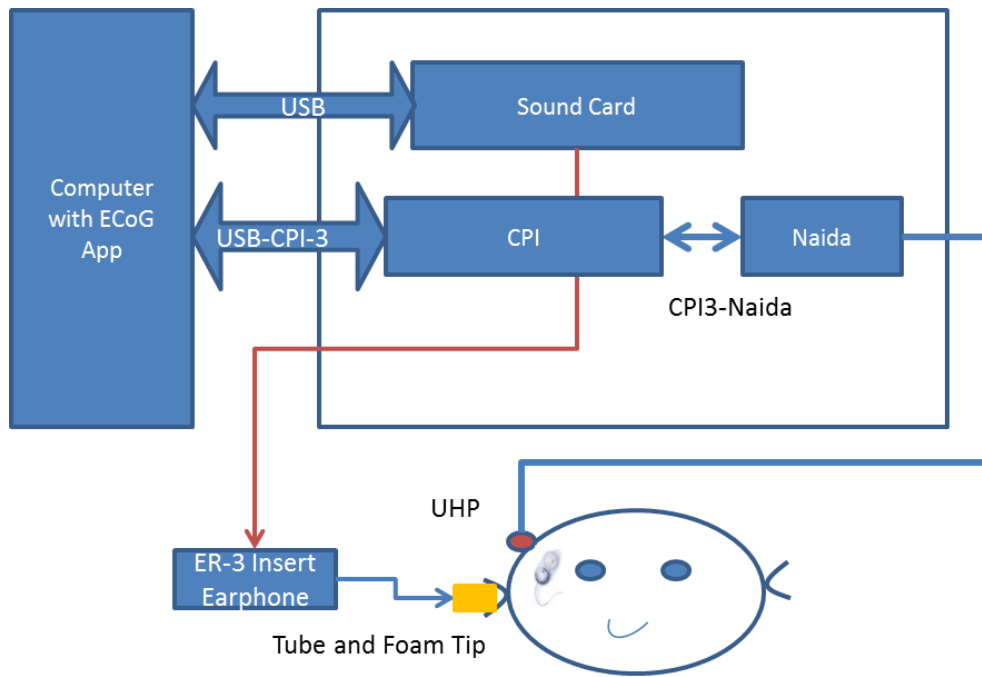 Sound Card
USB
Computer
with ECoG
App
USB-CPI-3
CPI
Naida
CPI3-Naida
UHP
ER-3 Insert
Earphone
Tube and Foam Tip